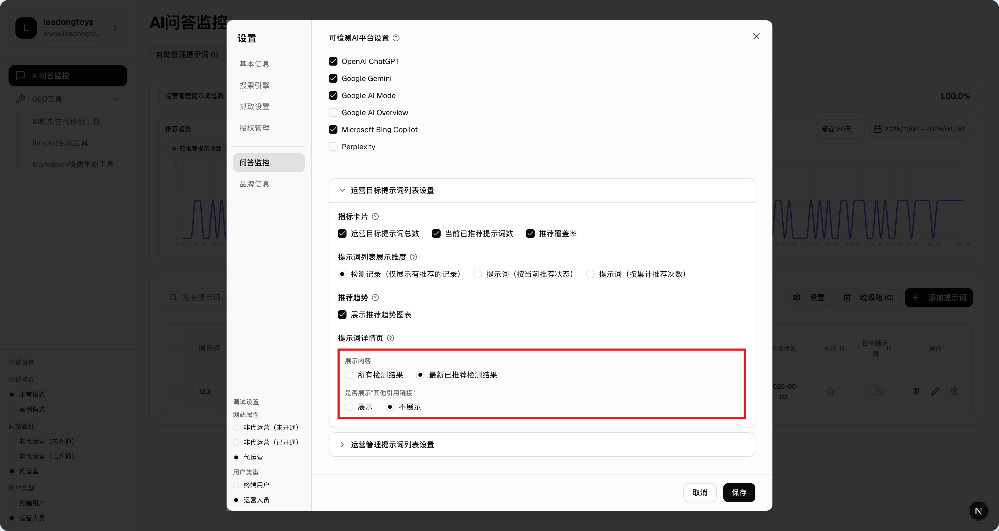 L
leadongtoys
www.leadongto...
AI问答监控
GEO工具
AI爬虫访问诊断工具
llms.txt生成工具
Markdown镜像生成工具
调试设置
调试模式
正常模式
案例模式
网站属性
非代运营（未开通）
非代运营（已开通）
代运营
用户类型
终端用户
运营人员
AI问答监控
自助管理提示词 (1)
运营管理提示词总数
100.0%
推荐趋势
最近180天
2025/11/02 – 2026/04/30
已推荐提示词数
2
1
0
11-02 11-06 11-10
-17 03-21 03-26 03-31 04-05 04-10 04-14 04-18 04-23 04-30
搜索提示词...
设置
垃圾箱 (0)
添加提示词
提示词
下次检测
关注
目标提示
词
操作
123
026-05-
03
设置
基本信息
搜索引擎
抓取设置
授权管理
问答监控
品牌信息
调试设置
网站属性
非代运营（未开通）
非代运营（已开通）
代运营
用户类型
终端用户
运营人员
可检测AI平台设置
OpenAI ChatGPT
Google Gemini
Google AI Mode
Google AI Overview
Microsoft Bing Copilot
Perplexity
运营目标提示词列表设置
指标卡片
运营目标提示词总数 当前已推荐提示词数 推荐覆盖率
提示词列表展示维度
检测记录（仅展示有推荐的记录） 提示词（按当前推荐状态） 提示词（按累计推荐次数）
推荐趋势
展示推荐趋势图表
提示词详情页
展示内容
所有检测结果 最新已推荐检测结果
是否展示"其他引用链接"
展示 不展示
运营管理提示词列表设置
取消
保存
N